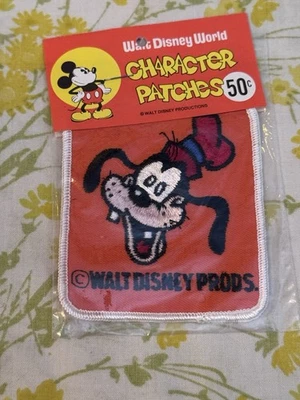 Walt Disney World
CHARACTER
PATCHES 50¢
© WALT DISNEY PRODUCTIONS
©WALT DISNEY PRODS.